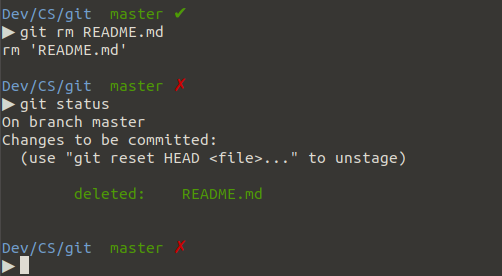 Dev/CS/git master ✔
▶ git rm README.md
rm 'README.md'
Dev/CS/git master ✗
▶ git status
On branch master
Changes to be committed:
  (use "git reset HEAD <file>..." to unstage)
        deleted:    README.md
Dev/CS/git master ✗
▶